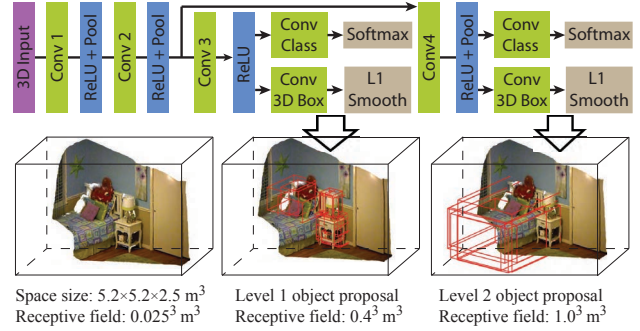 3D Input
Conv 1
ReLU + Pool
Conv 2
ReLU + Pool
Conv 3
ReLU
Conv
Class
Softmax
Conv
3D Box
L1
Smooth
Conv4
ReLU + Pool
Conv
Class
Softmax
Conv
3D Box
L1
Smooth
Space size: 5.2×5.2×2.5 m³
Receptive field: 0.025³ m³
Level 1 object proposal
Receptive field: 0.4³ m³
Level 2 object proposal
Receptive field: 1.0³ m³